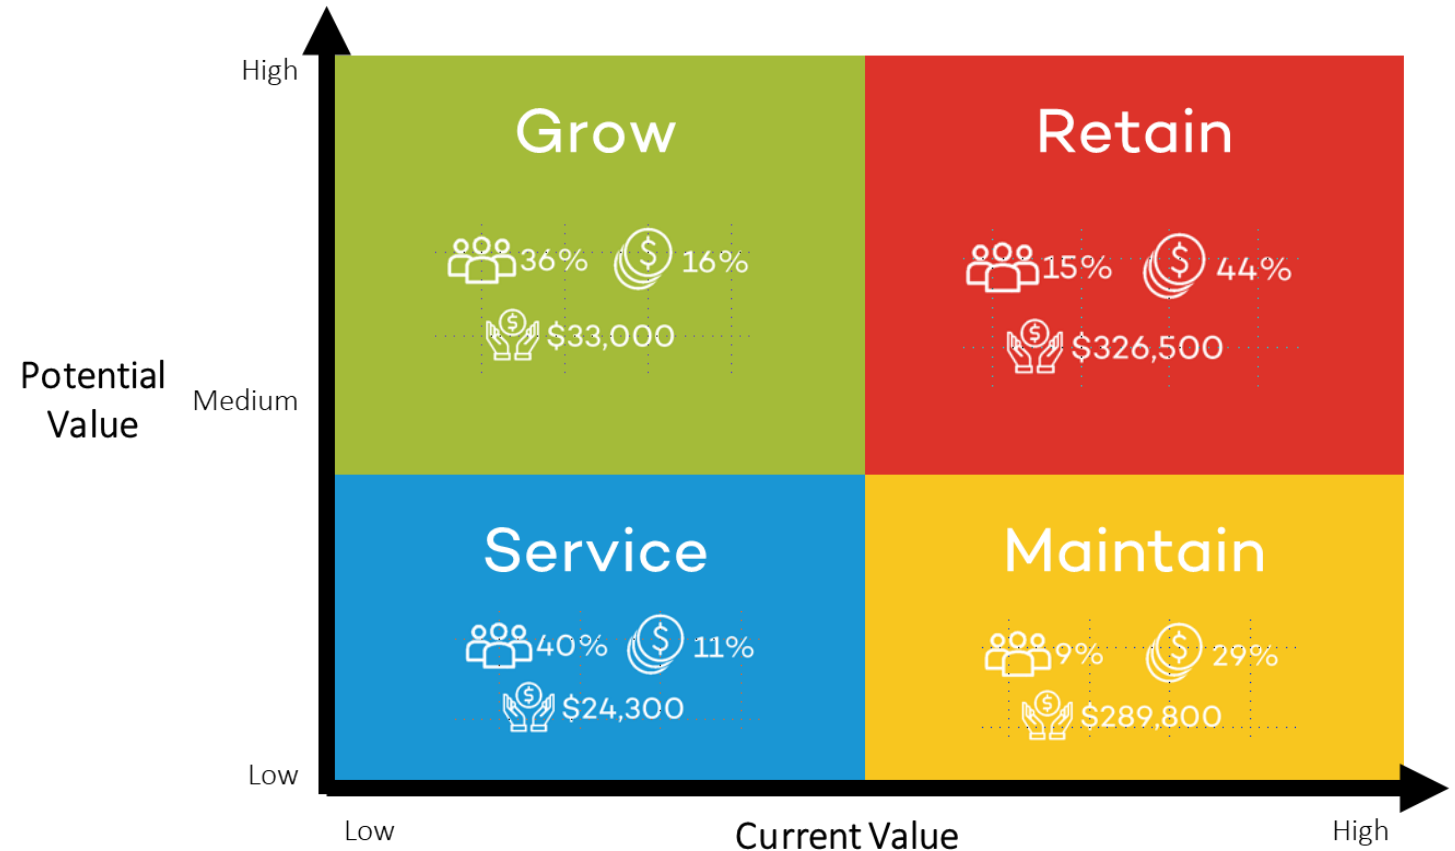 High
Grow
Retain
36% $ 16%
15% $ 44%
$ $33,000
$ $326,500
Potential
Value
Medium
Service
Maintain
40% $ 11%
9% $ 29%
$ $24,300
$ $289,800
Low
Low
Current Value
High